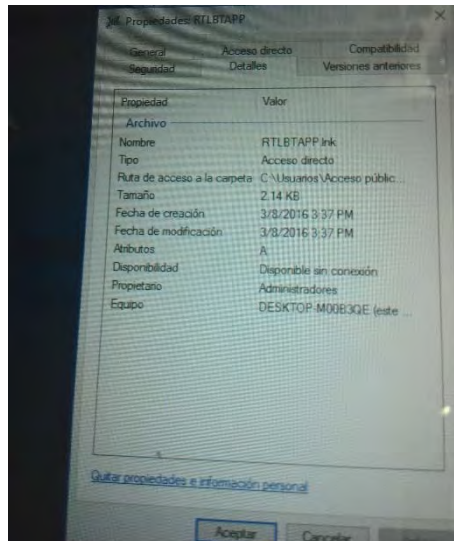 Propiedades: RTLBTAPP
General Acceso directo Compatibilidad
Seguridad Detalles Versiones anteriores
Propiedad Valor
Archivo
Nombre RTLBTAPP.lnk
Tipo Acceso directo
Ruta de acceso a la carpeta C:\Usuarios\Acceso públic...
Tamaño 2.14 KB
Fecha de creación 3/8/2016 3:37 PM
Fecha de modificación 3/8/2016 3:37 PM
Atributos A
Disponibilidad Disponible sin conexión
Propietario Administradores
Equipo DESKTOP-M00B3QE (este ...
Quitar propiedades e información personal
Aceptar Cancelar